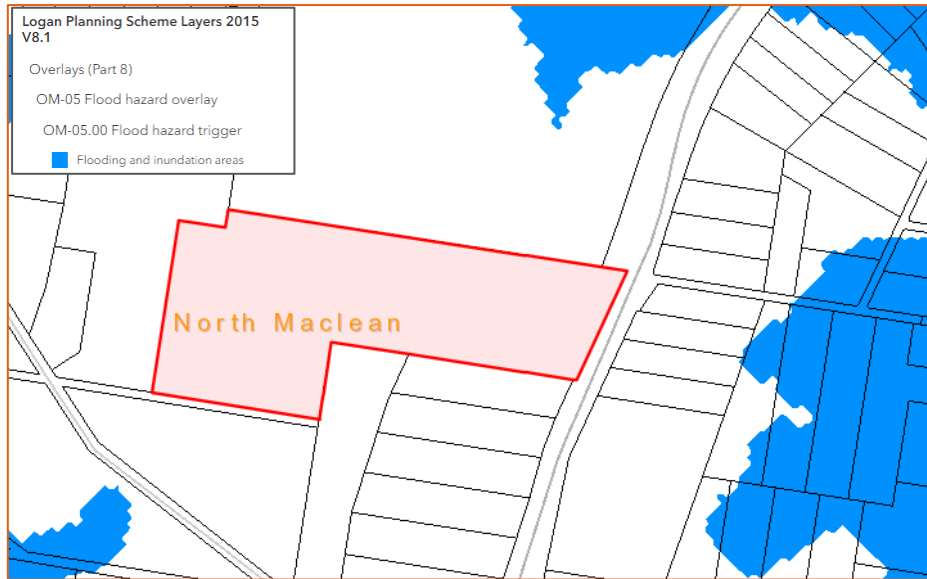 Logan Planning Scheme Layers 2015
V8.1
Overlays (Part 8)
OM-05 Flood hazard overlay
OM-05.00 Flood hazard trigger
Flooding and inundation areas
North Maclean